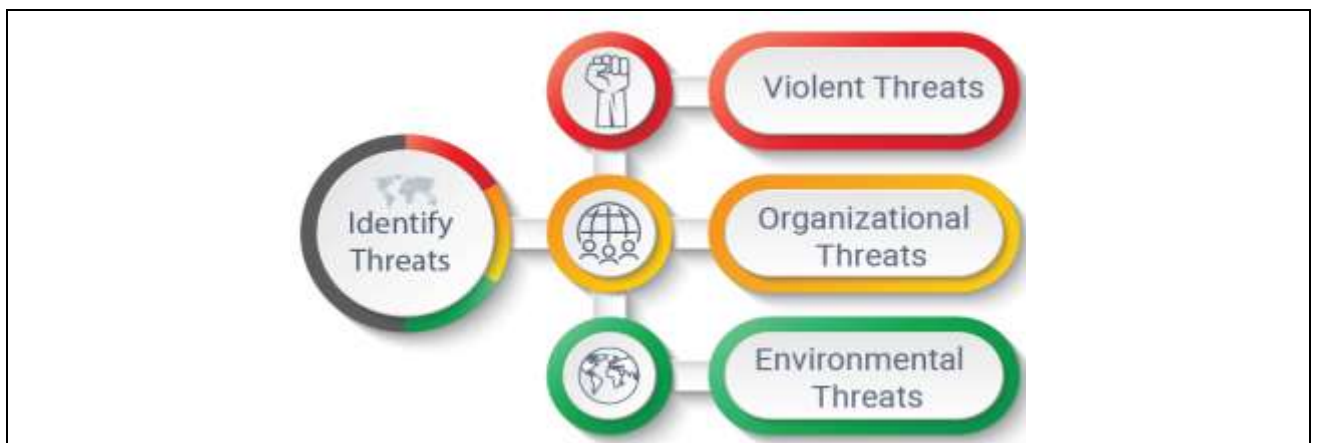 Violent Threats
Identify
Threats
Organizational
Threats
Environmental
Threats